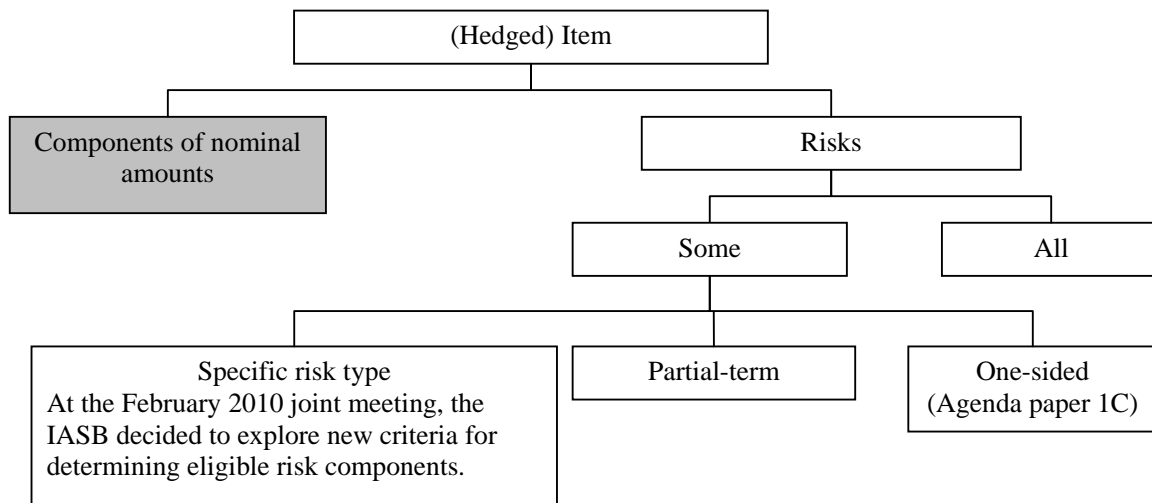 (Hedged) Item
Components of nominal
amounts
Risks
Some
All
Specific risk type
At the February 2010 joint meeting, the
IASB decided to explore new criteria for
determining eligible risk components.
Partial-term
One-sided
(Agenda paper 1C)